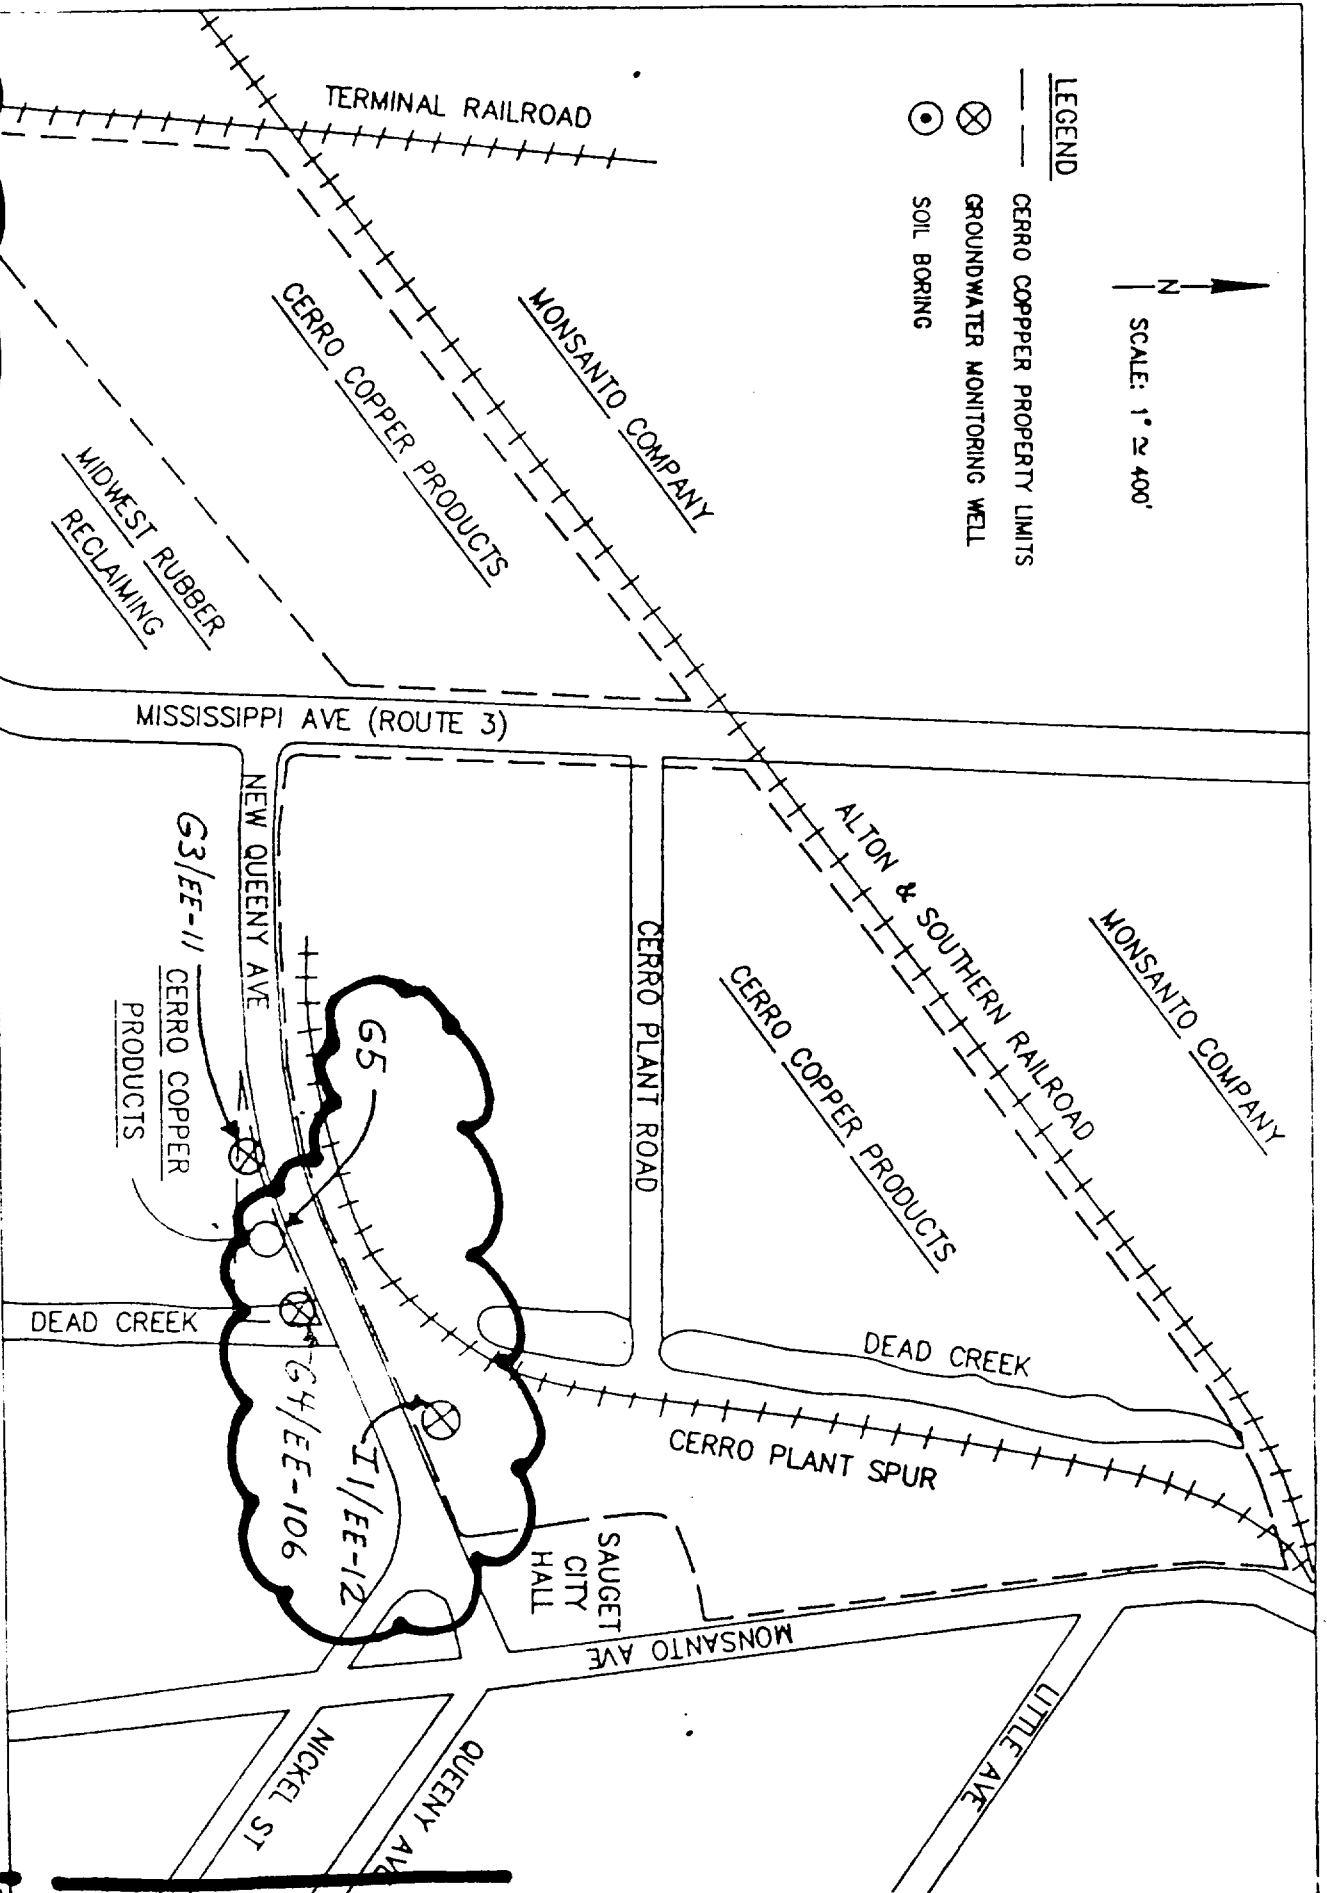 LEGEND
CERRO COPPPER PROPERTY LIMITS
GROUNDWATER MONITORING WELL
SOIL BORING
N
SCALE: 1" ≃ 400'
TERMINAL RAILROAD
MONSANTO COMPANY
CERRO COPPER PRODUCTS
MIDWEST RUBBER
RECLAIMING
MISSISSIPPI AVE (ROUTE 3)
ALTON & SOUTHERN RAILROAD
MONSANTO COMPANY
CERRO COPPER PRODUCTS
CERRO PLANT ROAD
NEW QUEENY AVE
G3/EE-11
CERRO COPPER
PRODUCTS
G5
DEAD CREEK
DEAD CREEK
CERRO PLANT SPUR
G4/EE-106
I1/EE-12
SAUGET
CITY
HALL
MONSANTO AVE
LITTLE AVE
QUEENY AVE
NICKEL ST